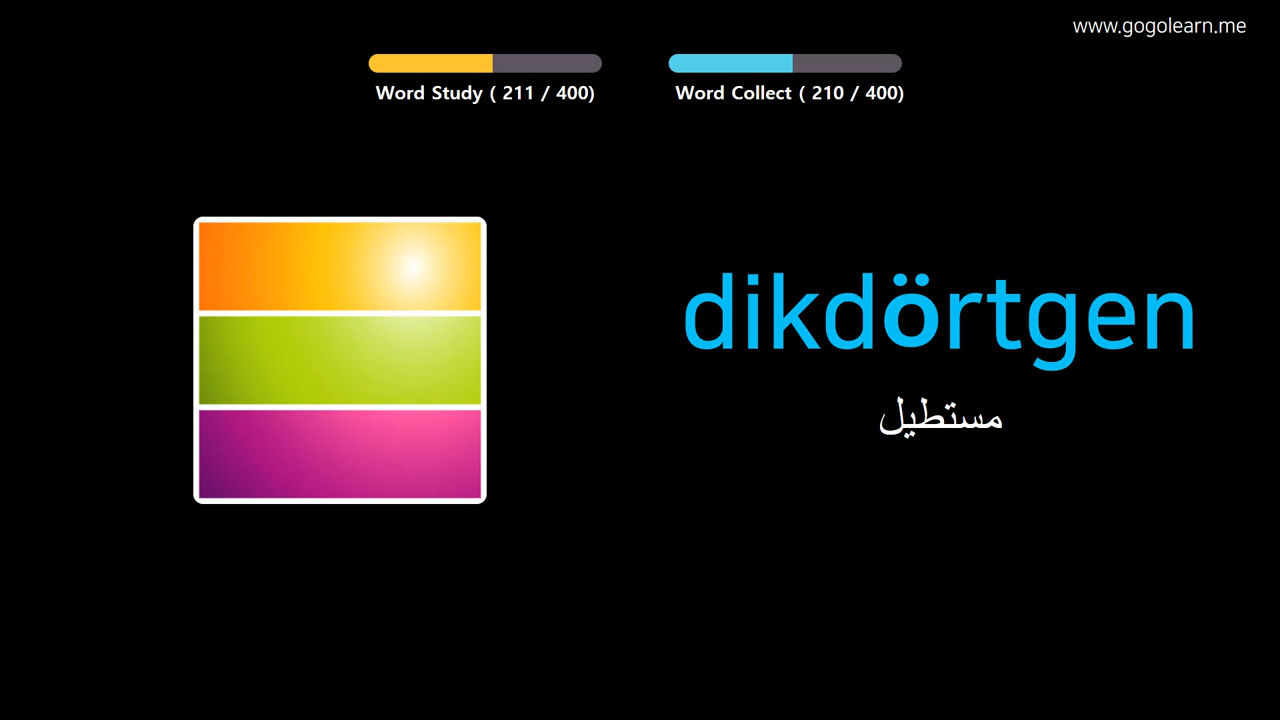 www.gogolearn.me
Word Study ( 211 / 400)
Word Collect ( 210 / 400)
dikdörtgen
مستطيل